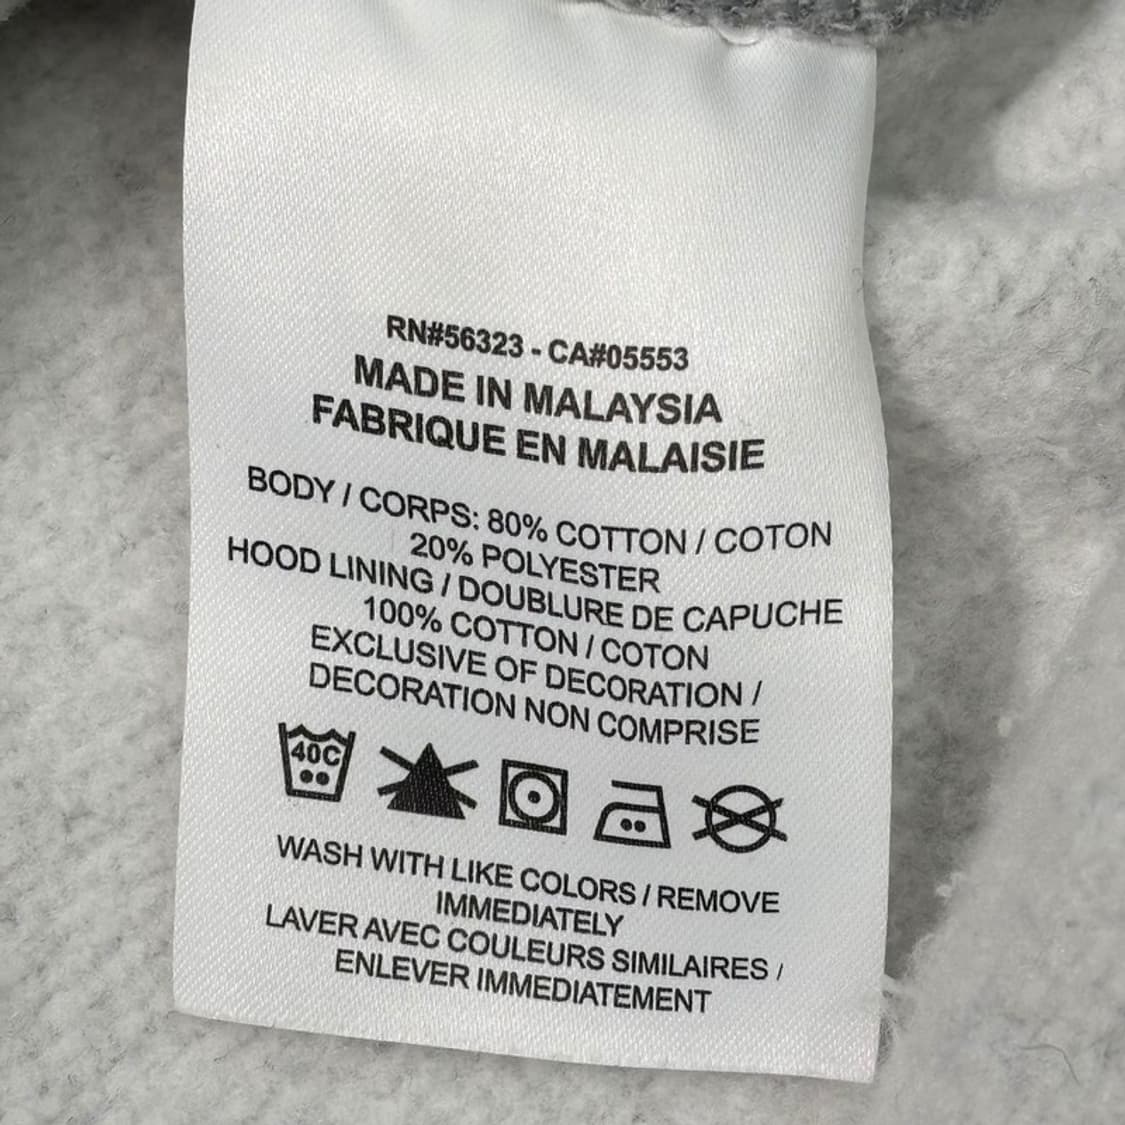 RN#56323 - CA#05553
MADE IN MALAYSIA
FABRIQUE EN MALAISIE
BODY / CORPS: 80% COTTON / COTON
20% POLYESTER
HOOD LINING / DOUBLURE DE CAPUCHE
100% COTTON / COTON
EXCLUSIVE OF DECORATION /
DECORATION NON COMPRISE
40C
WASH WITH LIKE COLORS / REMOVE
IMMEDIATELY
LAVER AVEC COULEURS SIMILAIRES /
ENLEVER IMMEDIATEMENT